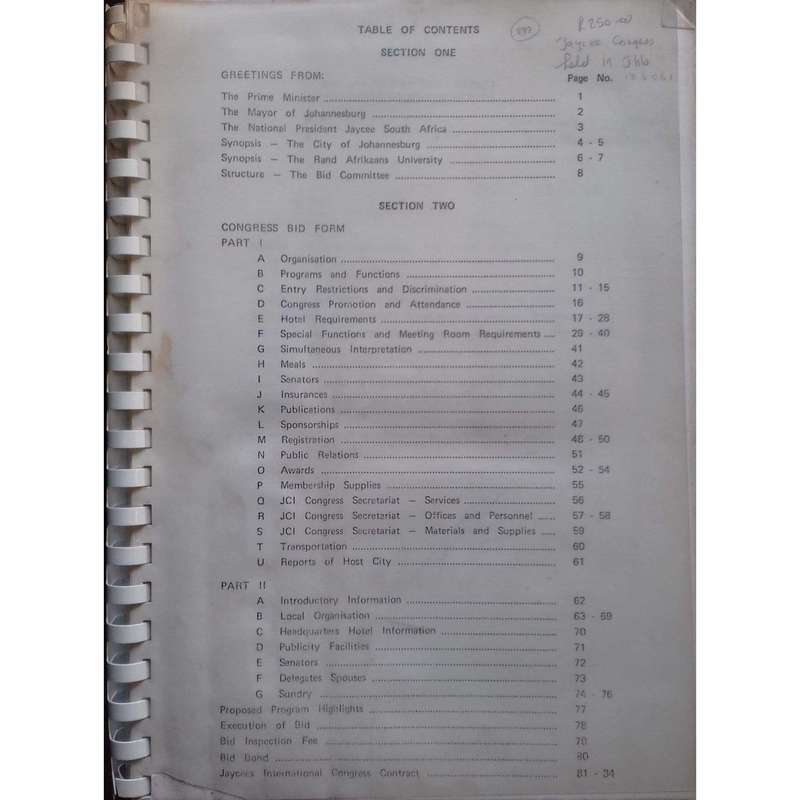 TABLE OF CONTENTS
SECTION ONE
R250-00
Jaycee Congress
held in Jhb
GREETINGS FROM:
Page No.
The Prime Minister 1
The Mayor of Johannesburg 2
The National President Jaycee South Africa 3
Synopsis — The City of Johannesburg 4 - 5
Synopsis — The Rand Afrikaans University 6 - 7
Structure — The Bid Committee 8
SECTION TWO
CONGRESS BID FORM
PART I
A Organisation 9
B Programs and Functions 10
C Entry Restrictions and Discrimination 11 - 15
D Congress Promotion and Attendance 16
E Hotel Requirements 17 - 28
F Special Functions and Meeting Room Requirements 29 - 40
G Simultaneous Interpretation 41
H Meals 42
I Senators 43
J Insurances 44 - 45
K Publications 46
L Sponsorships 47
M Registration 48 - 50
N Public Relations 51
O Awards 52 - 54
P Membership Supplies 55
Q JCI Congress Secretariat — Services 56
R JCI Congress Secretariat — Offices and Personnel 57 - 58
S JCI Congress Secretariat — Materials and Supplies 59
T Transportation 60
U Reports of Host City 61
PART II
A Introductory Information 62
B Local Organisation 63 - 69
C Headquarters Hotel Information 70
D Publicity Facilities 71
E Senators 72
F Delegates Spouses 73
G Sundry 74 - 76
Proposed Program Highlights 77
Execution of Bid 78
Bid Inspection Fee 79
Bid Bond 80
Jaycees International Congress Contract 81 - 34